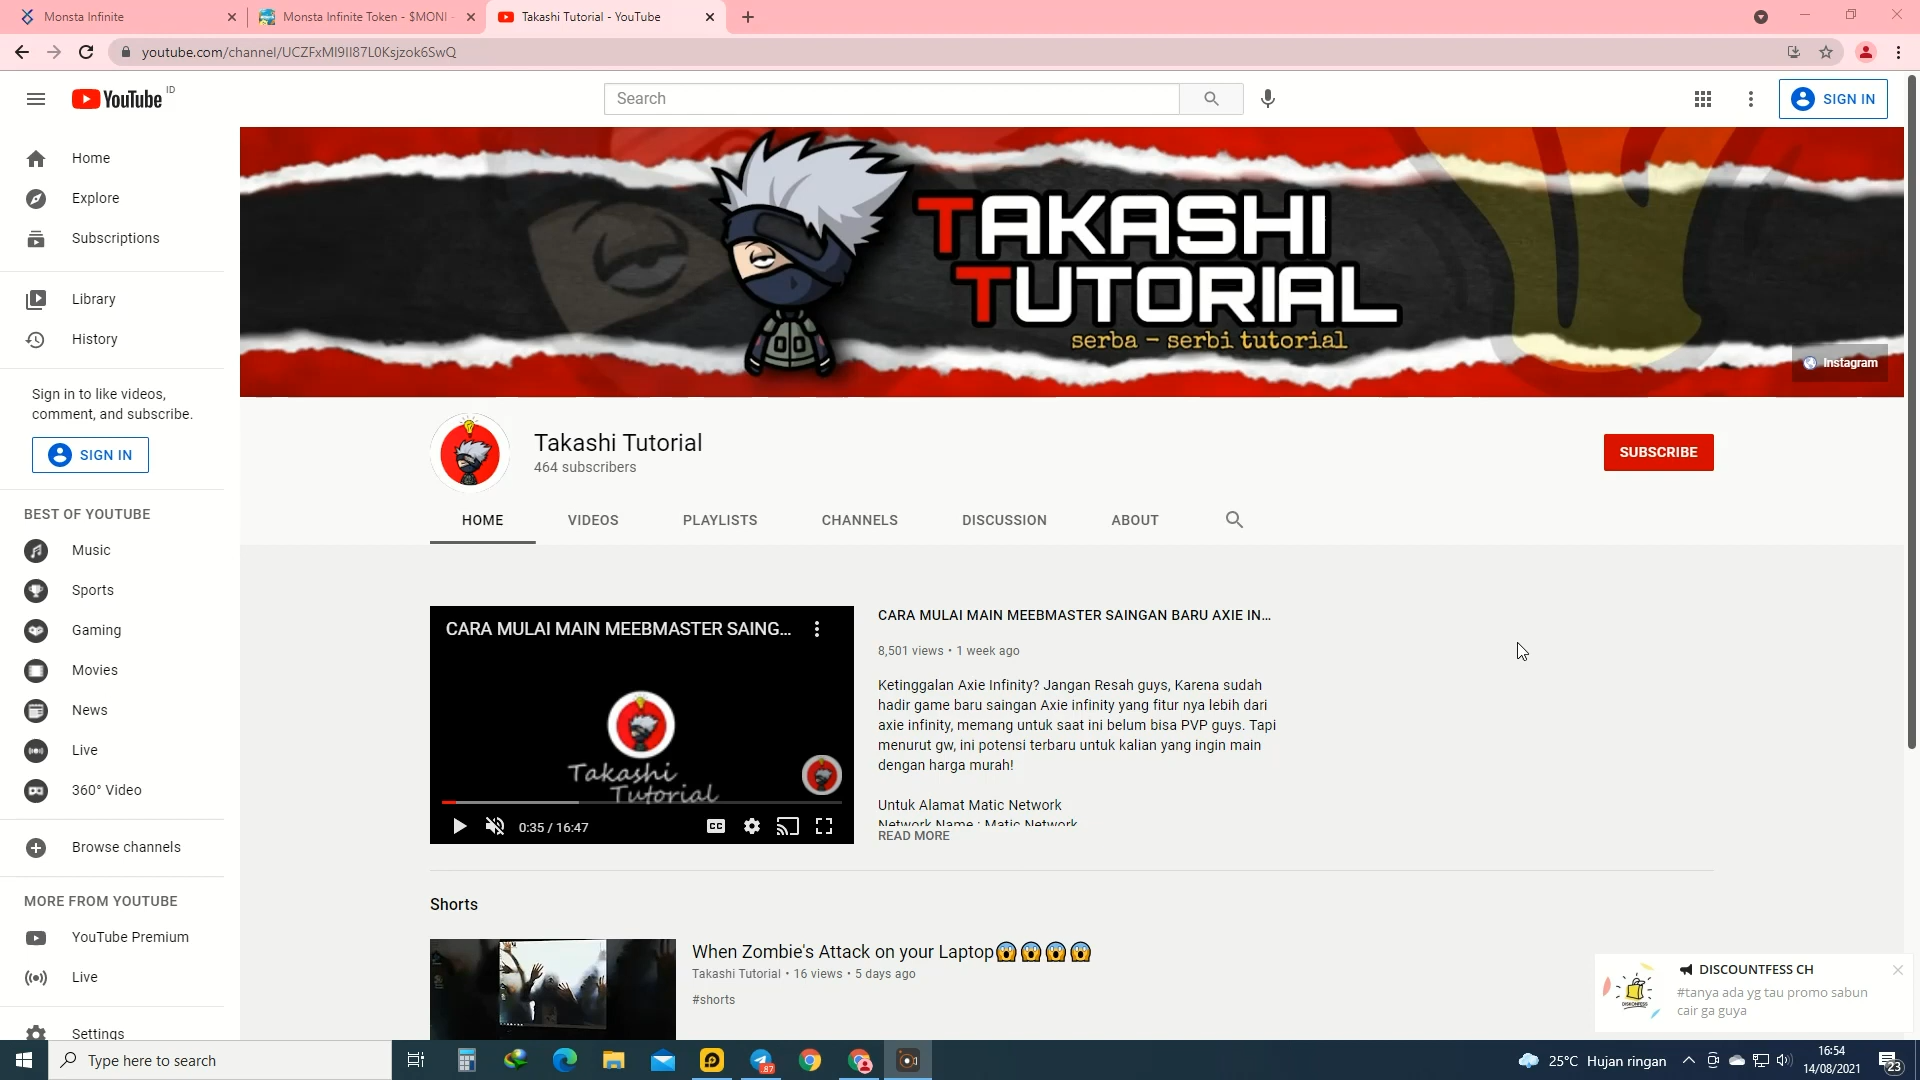 Monsta Infinite
Monsta Infinite Token - $MONI -
Takashi Tutorial - YouTube
youtube.com/channel/UCZFxMI9II87L0Ksjzok6SwQ
YouTube ID
Search
SIGN IN
Home
Explore
Subscriptions
Library
History
Sign in to like videos,
comment, and subscribe.
SIGN IN
BEST OF YOUTUBE
Music
Sports
Gaming
Movies
News
Live
360° Video
Browse channels
MORE FROM YOUTUBE
YouTube Premium
Live
Settings
TAKASHI
TUTORIAL
serba - serbi tutorial
Instagram
Takashi Tutorial
464 subscribers
SUBSCRIBE
HOME
VIDEOS
PLAYLISTS
CHANNELS
DISCUSSION
ABOUT
CARA MULAI MAIN MEEBMASTER SAING...
Takashi
Tutorial
0:35 / 16:47
CC
CARA MULAI MAIN MEEBMASTER SAINGAN BARU AXIE IN...
8,501 views • 1 week ago
Ketinggalan Axie Infinity? Jangan Resah guys, Karena sudah
hadir game baru saingan Axie infinity yang fitur nya lebih dari
axie infinity, memang untuk saat ini belum bisa PVP guys. Tapi
menurut gw, ini potensi terbaru untuk kalian yang ingin main
dengan harga murah!
Untuk Alamat Matic Network
Network Name : Matic Network
READ MORE
Shorts
When Zombie's Attack on your Laptop😱😱😱😱
Takashi Tutorial • 16 views • 5 days ago
#shorts
DISCOUNTFESS CH
#tanya ada yg tau promo sabun
cair ga guya
Type here to search
87
25°C Hujan ringan
16:54
14/08/2021
23